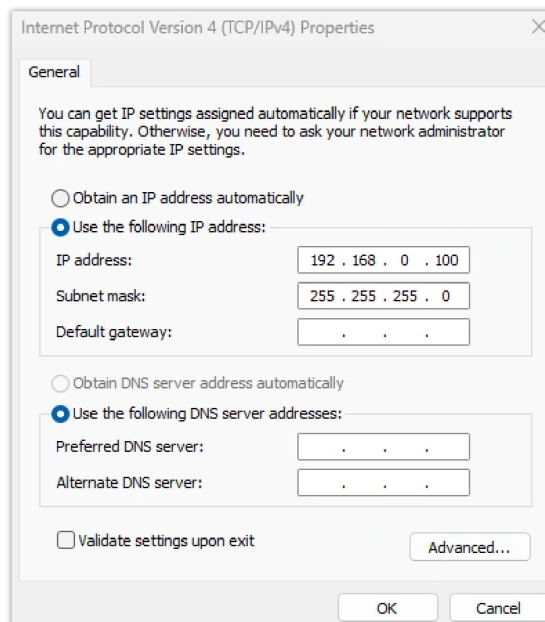 Internet Protocol Version 4 (TCP/IPv4) Properties
General
You can get IP settings assigned automatically if your network supports
this capability. Otherwise, you need to ask your network administrator
for the appropriate IP settings.
Obtain an IP address automatically
Use the following IP address:
IP address: 192 . 168 . 0 . 100
Subnet mask: 255 . 255 . 255 . 0
Default gateway: . . .
Obtain DNS server address automatically
Use the following DNS server addresses:
Preferred DNS server: . . .
Alternate DNS server: . . .
Validate settings upon exit
Advanced...
OK Cancel